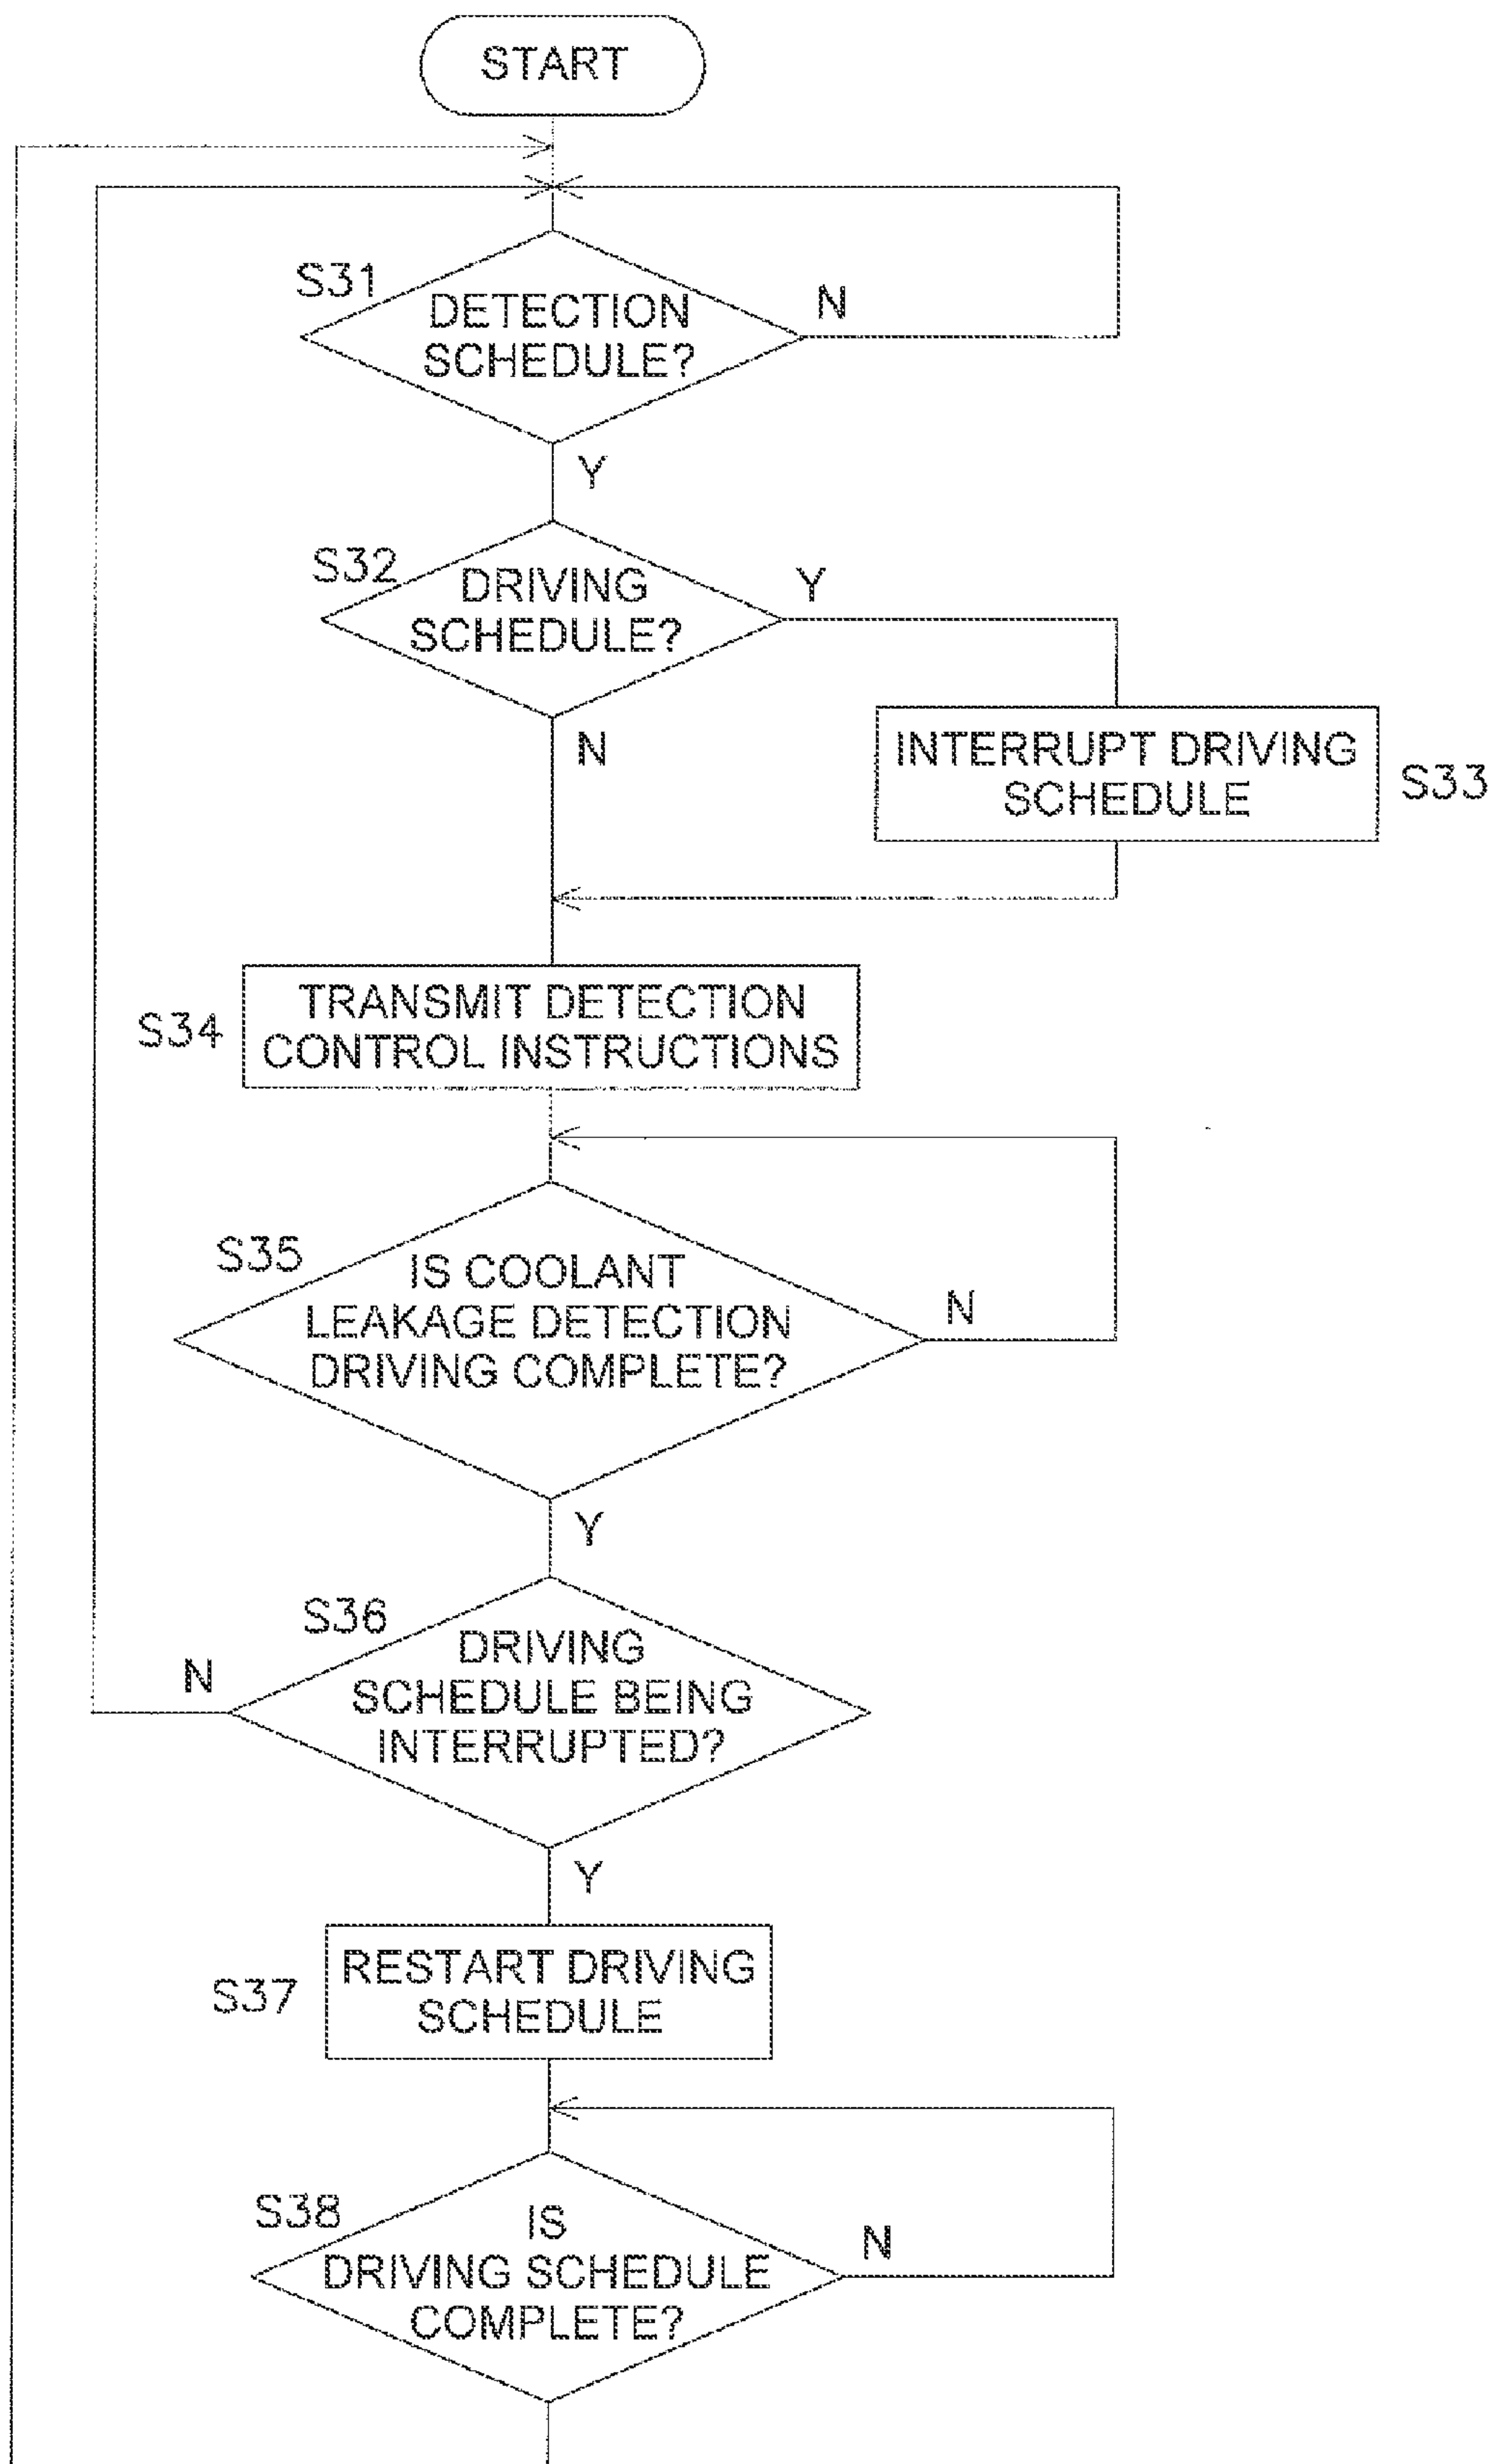 START
S31
DETECTION
SCHEDULE?
N
Y
S32
DRIVING
SCHEDULE?
Y
N
INTERRUPT DRIVING
SCHEDULE
S33
S34
TRANSMIT DETECTION
CONTROL INSTRUCTIONS
S35
IS COOLANT
LEAKAGE DETECTION
DRIVING COMPLETE?
N
Y
S36
DRIVING
SCHEDULE BEING
INTERRUPTED?
N
Y
S37
RESTART DRIVING
SCHEDULE
S38
IS
DRIVING SCHEDULE
COMPLETE?
N